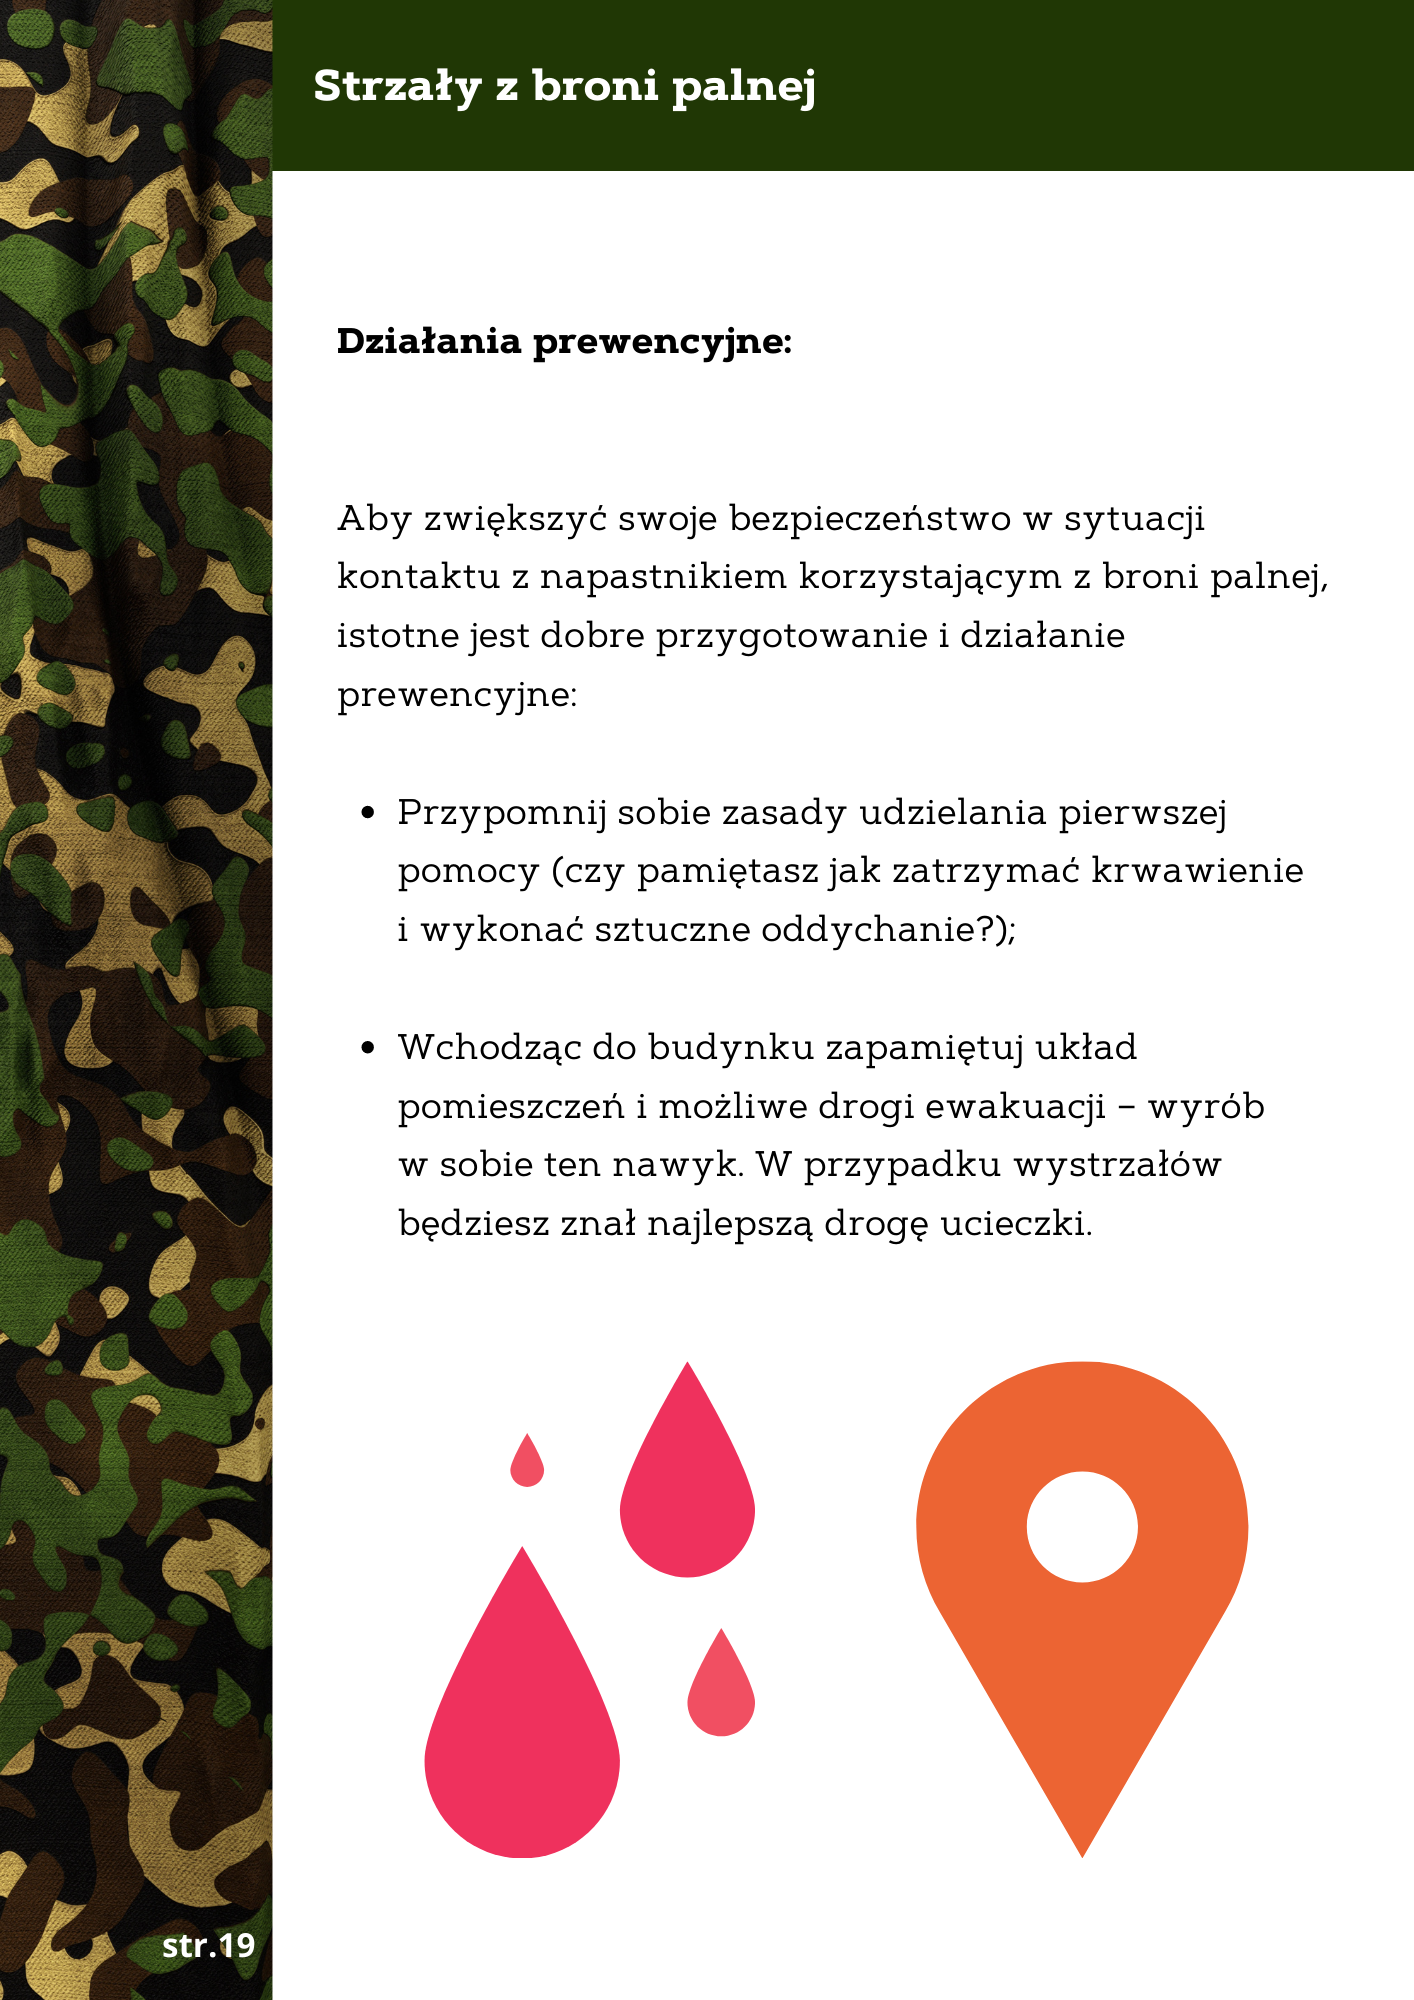 Strzały z broni palnej
Działania prewencyjne:
Aby zwiększyć swoje bezpieczeństwo w sytuacji
kontaktu z napastnikiem korzystającym z broni palnej,
istotne jest dobre przygotowanie i działanie
prewencyjne:
• Przypomnij sobie zasady udzielania pierwszej
pomocy (czy pamiętasz jak zatrzymać krwawienie
i wykonać sztuczne oddychanie?);
• Wchodząc do budynku zapamiętuj układ
pomieszczeń i możliwe drogi ewakuacji – wyrób
w sobie ten nawyk. W przypadku wystrzałów
będziesz znał najlepszą drogę ucieczki.
str.19